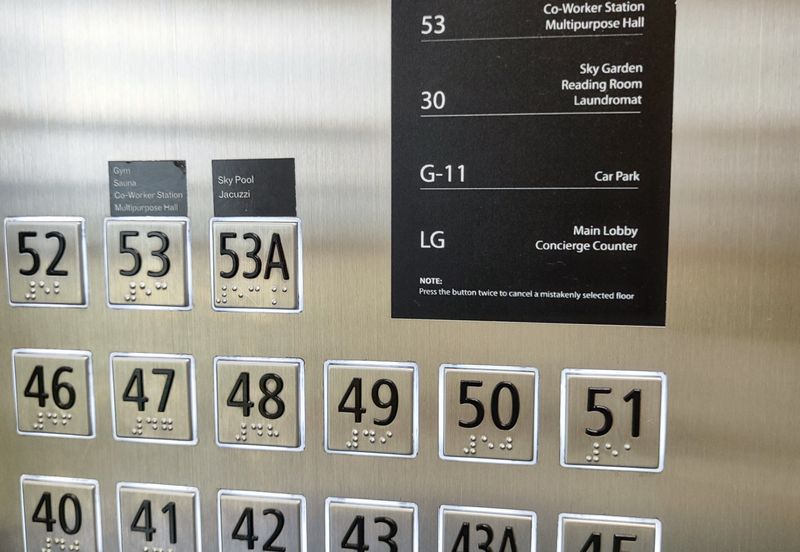 53
Co-Worker Station
Multipurpose Hall
30
Sky Garden
Reading Room
Laundromat
G-11
Car Park
LG
Main Lobby
Concierge Counter
NOTE:
Press the button twice to cancel a mistakenly selected floor
Gym
Sauna
Co-Worker Station
Multipurpose Hall
Sky Pool
Jacuzzi
52 53 53A
46 47 48 49 50 51
40 41 42 43 43A 45